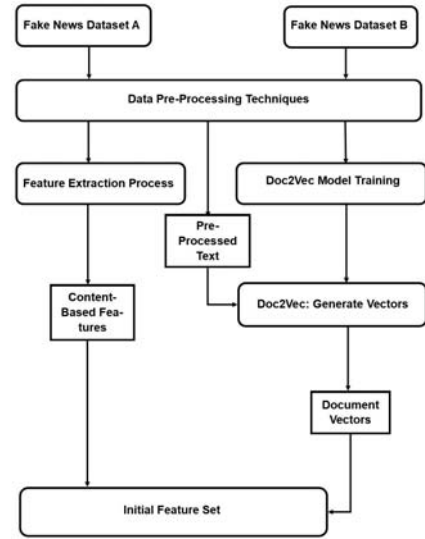 Fake News Dataset A
Fake News Dataset B
Data Pre-Processing Techniques
Feature Extraction Process
Doc2Vec Model Training
Pre-
Processed
Text
Content-
Based Fea-
tures
Doc2Vec: Generate Vectors
Document
Vectors
Initial Feature Set